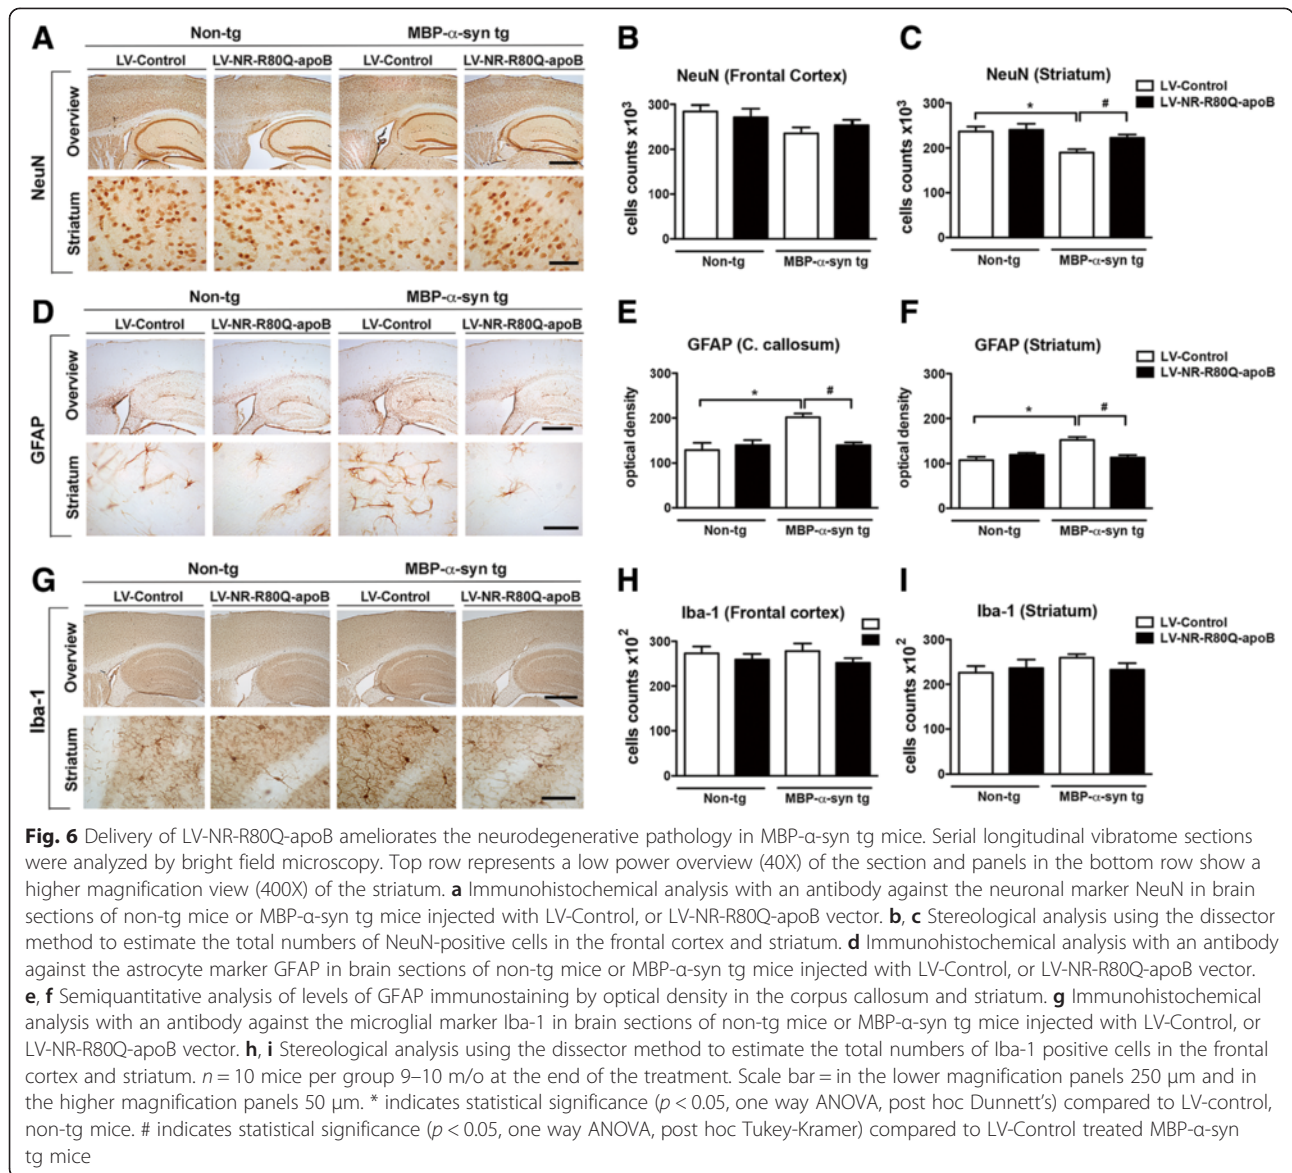 A
Non-tg MBP-α-syn tg
LV-Control LV-NR-R80Q-apoB LV-Control LV-NR-R80Q-apoB
NeuN
Overview
Striatum
B
NeuN (Frontal Cortex)
cells counts x10³
300
200
100
0
Non-tg MBP-α-syn tg
C
NeuN (Striatum)
LV-Control
LV-NR-R80Q-apoB
cells counts x10³
300
200
100
0
* #
Non-tg MBP-α-syn tg
D
Non-tg MBP-α-syn tg
LV-Control LV-NR-R80Q-apoB LV-Control LV-NR-R80Q-apoB
GFAP
Overview
Striatum
E
GFAP (C. callosum)
optical density
300
200
100
0
* #
Non-tg MBP-α-syn tg
F
GFAP (Striatum)
LV-Control
LV-NR-R80Q-apoB
optical density
300
200
100
0
* #
Non-tg MBP-α-syn tg
G
Non-tg MBP-α-syn tg
LV-Control LV-NR-R80Q-apoB LV-Control LV-NR-R80Q-apoB
Iba-1
Overview
Striatum
H
Iba-1 (Frontal cortex)
cells counts x10²
300
200
100
0
Non-tg MBP-α-syn tg
I
Iba-1 (Striatum)
LV-Control
LV-NR-R80Q-apoB
cells counts x10²
300
200
100
0
Non-tg MBP-α-syn tg
Fig. 6 Delivery of LV-NR-R80Q-apoB ameliorates the neurodegenerative pathology in MBP-α-syn tg mice. Serial longitudinal vibratome sections
were analyzed by bright field microscopy. Top row represents a low power overview (40X) of the section and panels in the bottom row show a
higher magnification view (400X) of the striatum. a Immunohistochemical analysis with an antibody against the neuronal marker NeuN in brain
sections of non-tg mice or MBP-α-syn tg mice injected with LV-Control, or LV-NR-R80Q-apoB vector. b, c Stereological analysis using the dissector
method to estimate the total numbers of NeuN-positive cells in the frontal cortex and striatum. d Immunohistochemical analysis with an antibody
against the astrocyte marker GFAP in brain sections of non-tg mice or MBP-α-syn tg mice injected with LV-Control, or LV-NR-R80Q-apoB vector.
e, f Semiquantitative analysis of levels of GFAP immunostaining by optical density in the corpus callosum and striatum. g Immunohistochemical
analysis with an antibody against the microglial marker Iba-1 in brain sections of non-tg mice or MBP-α-syn tg mice injected with LV-Control, or
LV-NR-R80Q-apoB vector. h, i Stereological analysis using the dissector method to estimate the total numbers of Iba-1 positive cells in the frontal
cortex and striatum. n = 10 mice per group 9–10 m/o at the end of the treatment. Scale bar = in the lower magnification panels 250 μm and in
the higher magnification panels 50 μm. * indicates statistical significance (p < 0.05, one way ANOVA, post hoc Dunnett's) compared to LV-control,
non-tg mice. # indicates statistical significance (p < 0.05, one way ANOVA, post hoc Tukey-Kramer) compared to LV-Control treated MBP-α-syn
tg mice